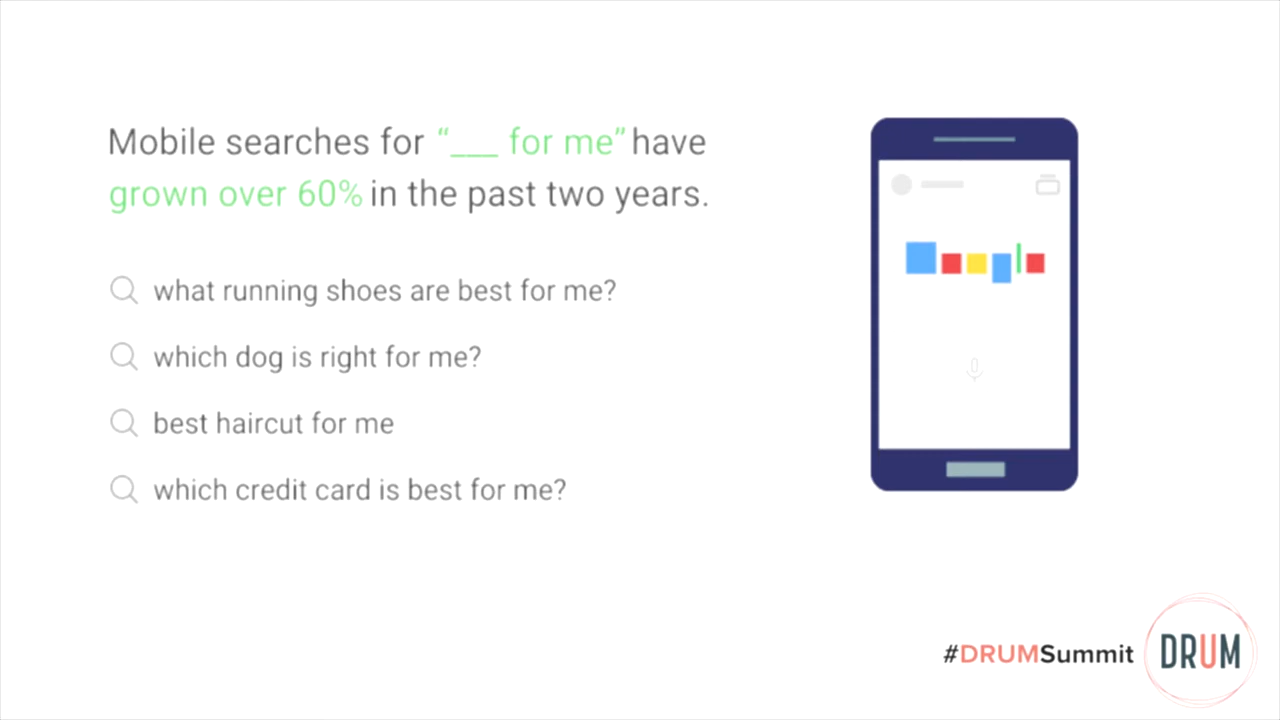 Mobile searches for “___ for me” have
grown over 60% in the past two years.
what running shoes are best for me?
which dog is right for me?
best haircut for me
which credit card is best for me?
#DRUMSummit
DRUM